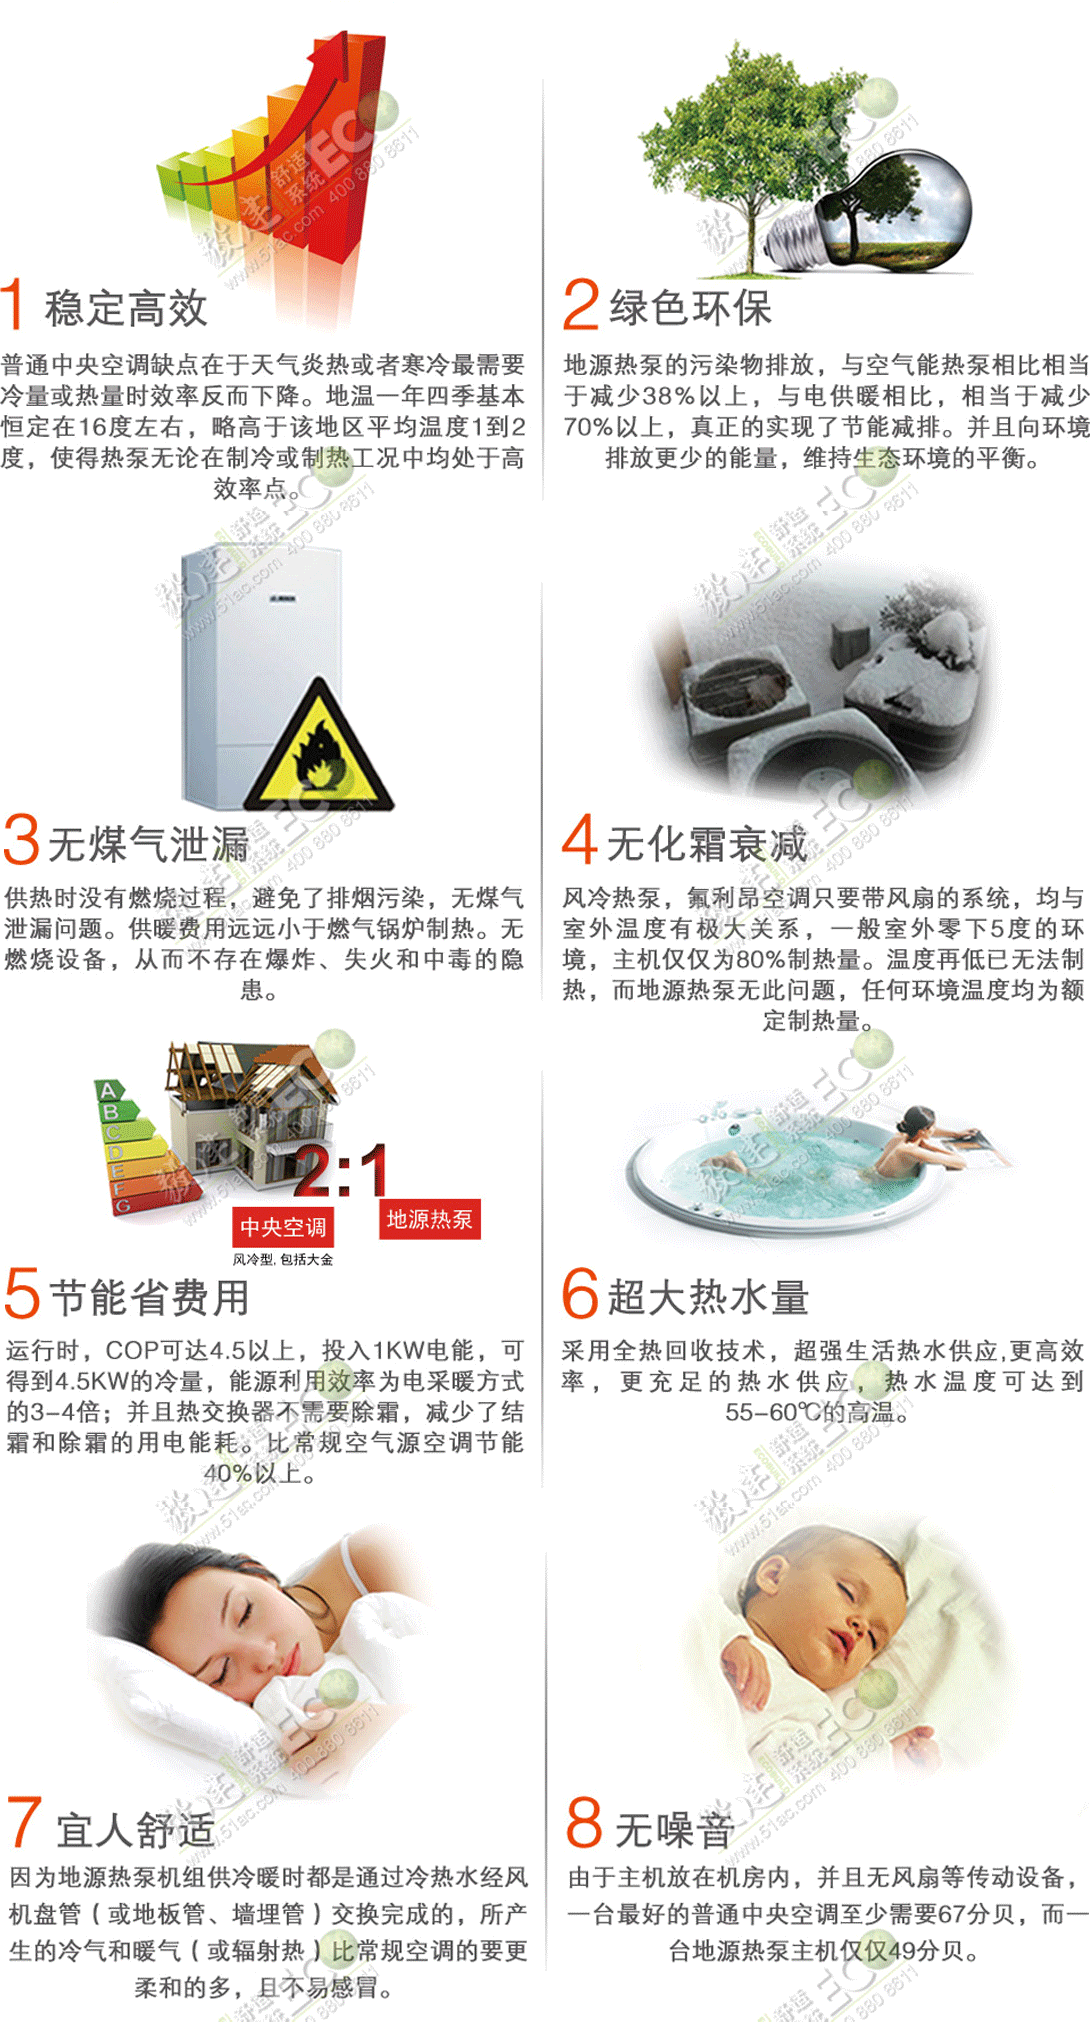 1 稳定高效
普通中央空调缺点在于天气炎热或者寒冷最需要
冷量或热量时效率反而下降。地温一年四季基本
恒定在16度左右，略高于该地区平均温度1到2
度，使得热泵无论在制冷或制热工况中均处于高
效率点。
2 绿色环保
地源热泵的污染物排放，与空气能热泵相比相当
于减少38%以上，与电供暖相比，相当于减少
70%以上，真正的实现了节能减排。并且向环境
排放更少的能量，维持生态环境的平衡。
3 无煤气泄漏
供热时没有燃烧过程，避免了排烟污染，无煤气
泄漏问题。供暖费用远远小于燃气锅炉制热。无
燃烧设备，从而不存在爆炸、失火和中毒的隐
患。
4 无化霜衰减
风冷热泵，氟利昂空调只要带风扇的系统，均与
室外温度有极大关系，一般室外零下5度的环
境，主机仅仅为80%制热量。温度再低已无法制
热，而地源热泵无此问题，任何环境温度均为额
定制热量。
A
B
C
D
E
F
G
2:1
中央空调
地源热泵
风冷型, 包括大金
5 节能省费用
运行时，COP可达4.5以上，投入1KW电能，可
得到4.5KW的冷量，能源利用效率为电采暖方式
的3-4倍；并且热交换器不需要除霜，减少了结
霜和除霜的用电能耗。比常规空气源空调节能
40%以上。
6 超大热水量
采用全热回收技术，超强生活热水供应,更高效
率，更充足的热水供应，热水温度可达到
55-60℃的高温。
7 宜人舒适
因为地源热泵机组供冷暖时都是通过冷热水经风
机盘管（或地板管、墙埋管）交换完成的，所产
生的冷气和暖气（或辐射热）比常规空调的要更
柔和的多，且不易感冒。
8 无噪音
由于主机放在机房内，并且无风扇等传动设备，
一台最好的普通中央空调至少需要67分贝，而一
台地源热泵主机仅仅49分贝。
舒适
系统
ECO
400 880 8611
www.51ac.com